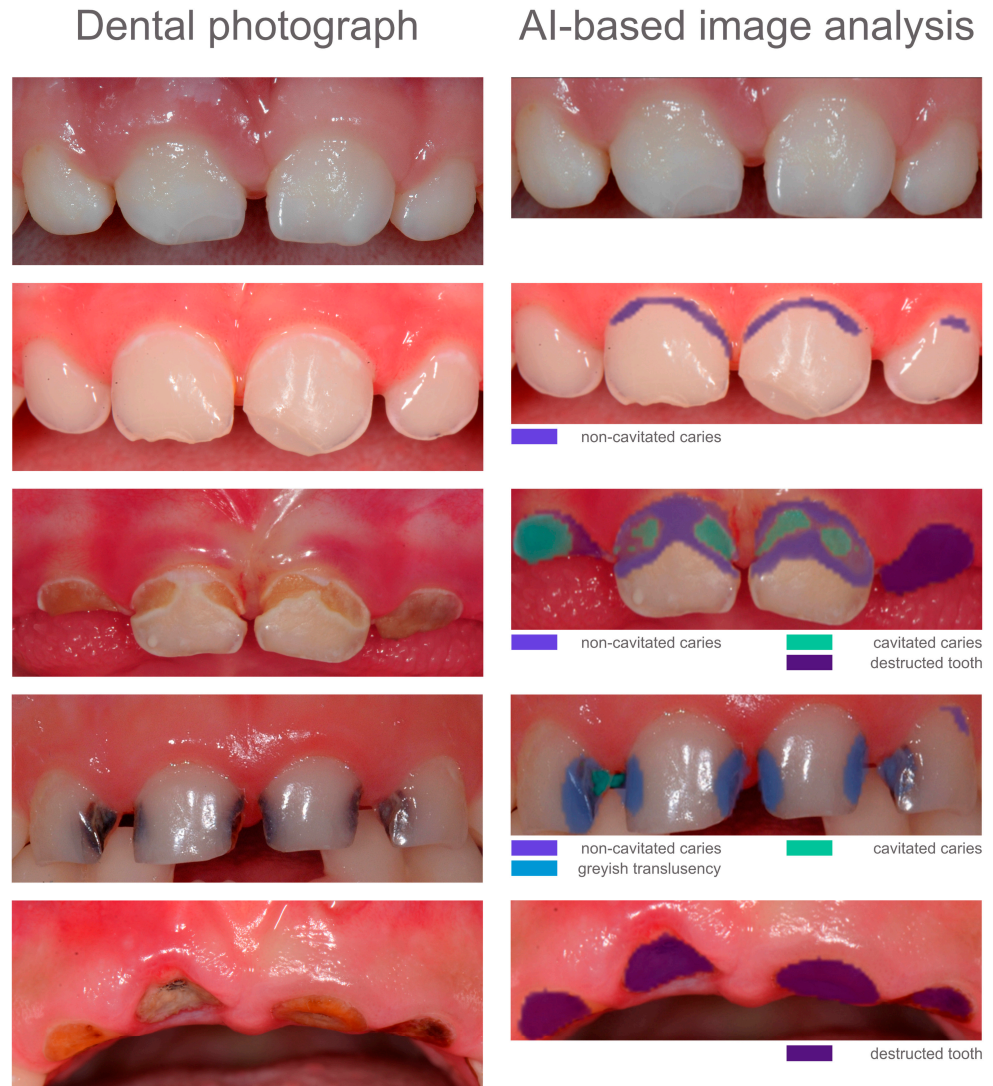 Dental photograph
AI-based image analysis
non-cavitated caries
non-cavitated caries
cavitated caries
destructed tooth
non-cavitated caries
cavitated caries
greyish translusency
destructed tooth